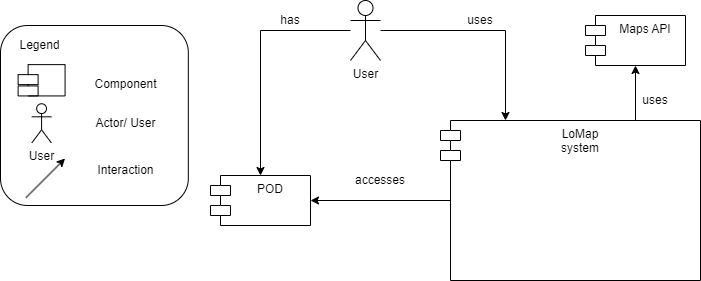 Legend
Component
Actor/ User
User
Interaction
has
uses
User
Maps API
uses
LoMap
system
accesses
POD